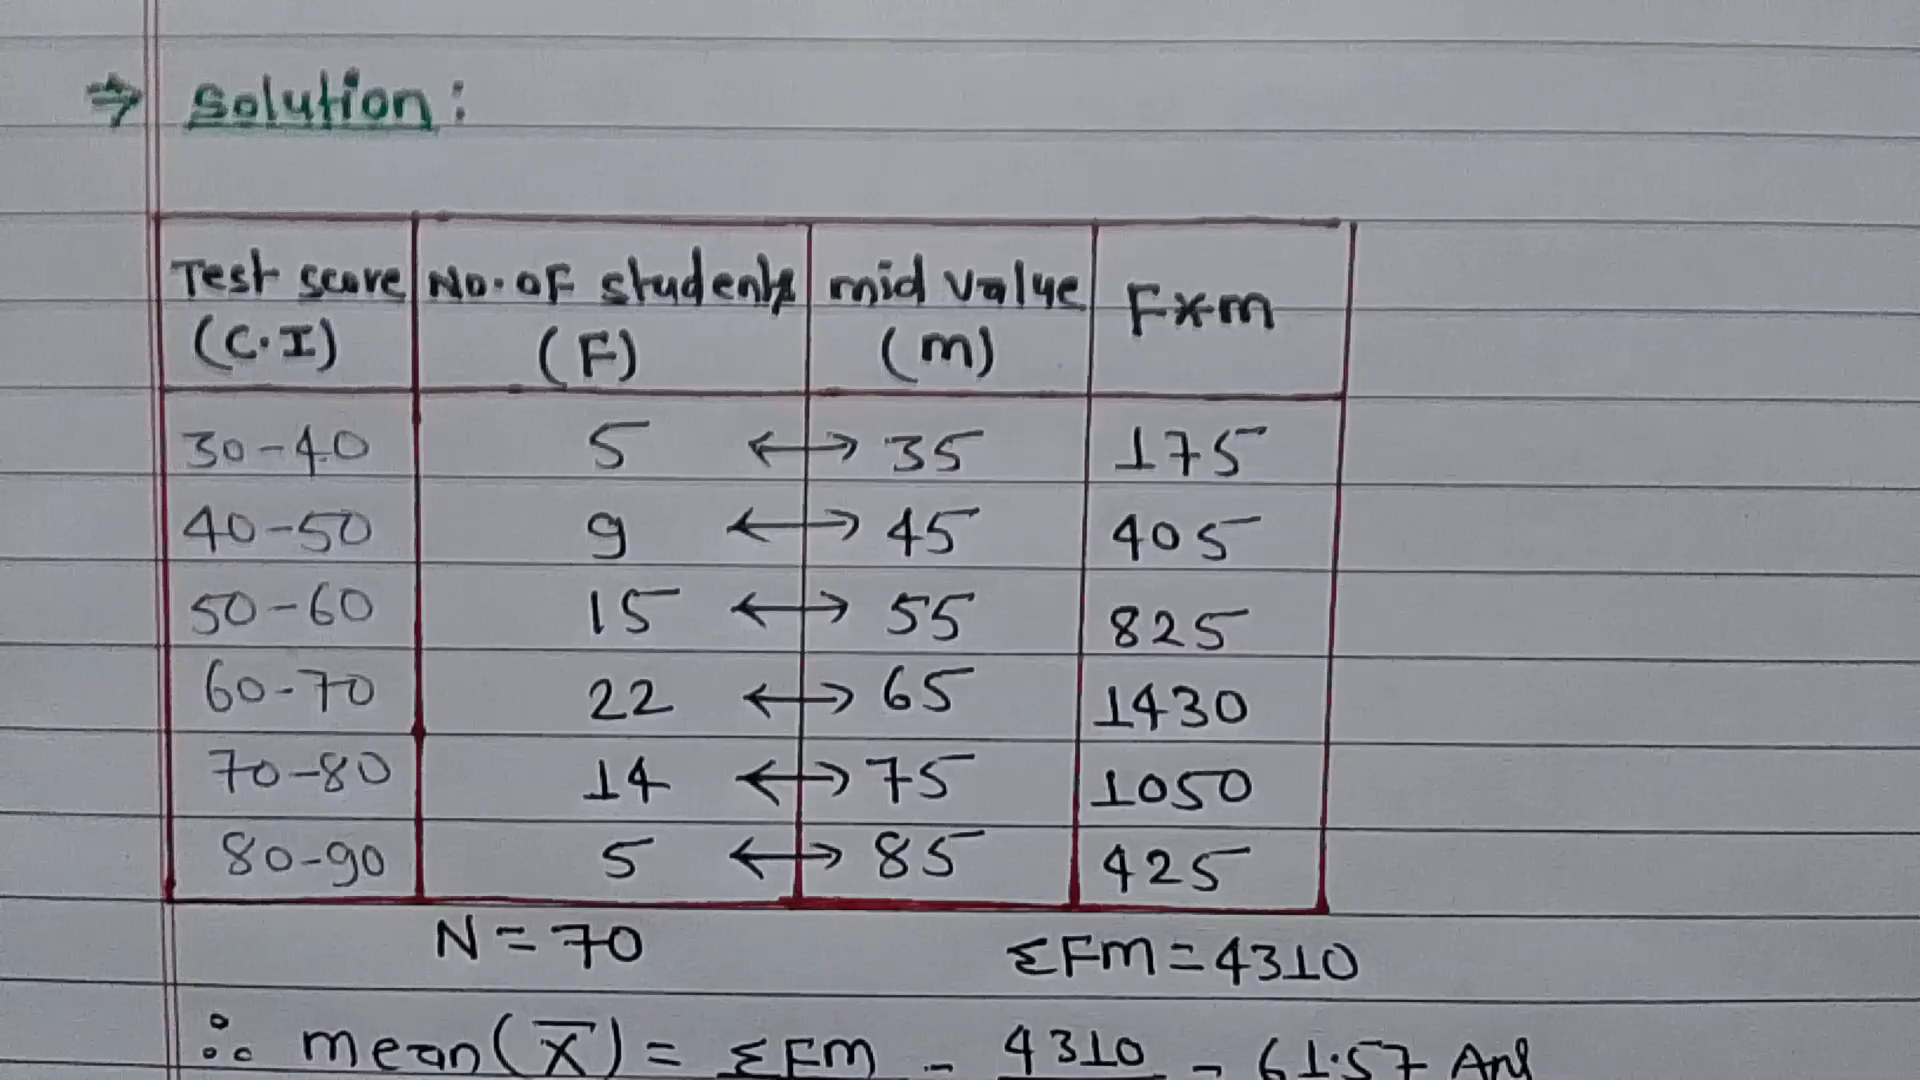 ⇒ Solution:
Test score (C.I) No. of students (F) mid value (m) F×m
30-40 5 ↔ 35 175
40-50 9 ↔ 45 405
50-60 15 ↔ 55 825
60-70 22 ↔ 65 1430
70-80 14 ↔ 75 1050
80-90 5 ↔ 85 425
N = 70 ΣFM = 4310
∴ mean (X̅) = ΣFM = 4310 = 61.57 Ans